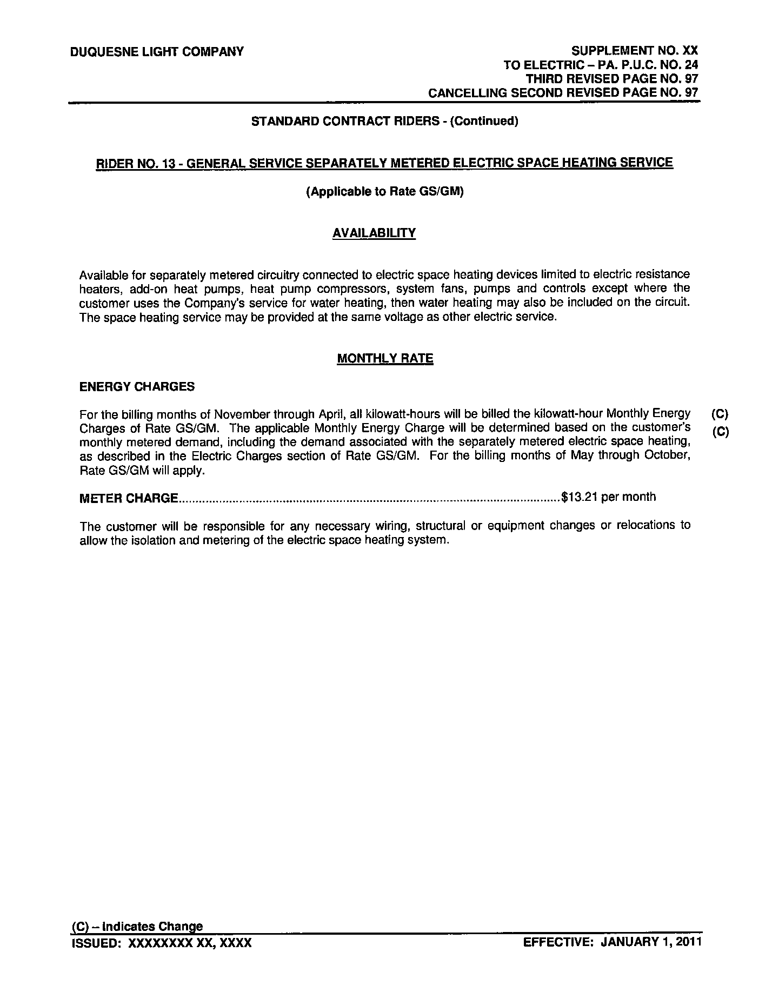 DUQUESNE LIGHT COMPANY
SUPPLEMENT NO. XX
TO ELECTRIC – PA. P.U.C. NO. 24
THIRD REVISED PAGE NO. 97
CANCELLING SECOND REVISED PAGE NO. 97
STANDARD CONTRACT RIDERS - (Continued)
RIDER NO. 13 - GENERAL SERVICE SEPARATELY METERED ELECTRIC SPACE HEATING SERVICE
(Applicable to Rate GS/GM)
AVAILABILITY
Available for separately metered circuitry connected to electric space heating devices limited to electric resistance
heaters, add-on heat pumps, heat pump compressors, system fans, pumps and controls except where the
customer uses the Company's service for water heating, then water heating may also be included on the circuit.
The space heating service may be provided at the same voltage as other electric service.
MONTHLY RATE
ENERGY CHARGES
For the billing months of November through April, all kilowatt-hours will be billed the kilowatt-hour Monthly Energy (C)
Charges of Rate GS/GM. The applicable Monthly Energy Charge will be determined based on the customer's (C)
monthly metered demand, including the demand associated with the separately metered electric space heating,
as described in the Electric Charges section of Rate GS/GM. For the billing months of May through October,
Rate GS/GM will apply.
METER CHARGE..................................................................................................................$13.21 per month
The customer will be responsible for any necessary wiring, structural or equipment changes or relocations to
allow the isolation and metering of the electric space heating system.
(C) – Indicates Change
ISSUED: XXXXXXXX XX, XXXX
EFFECTIVE: JANUARY 1, 2011